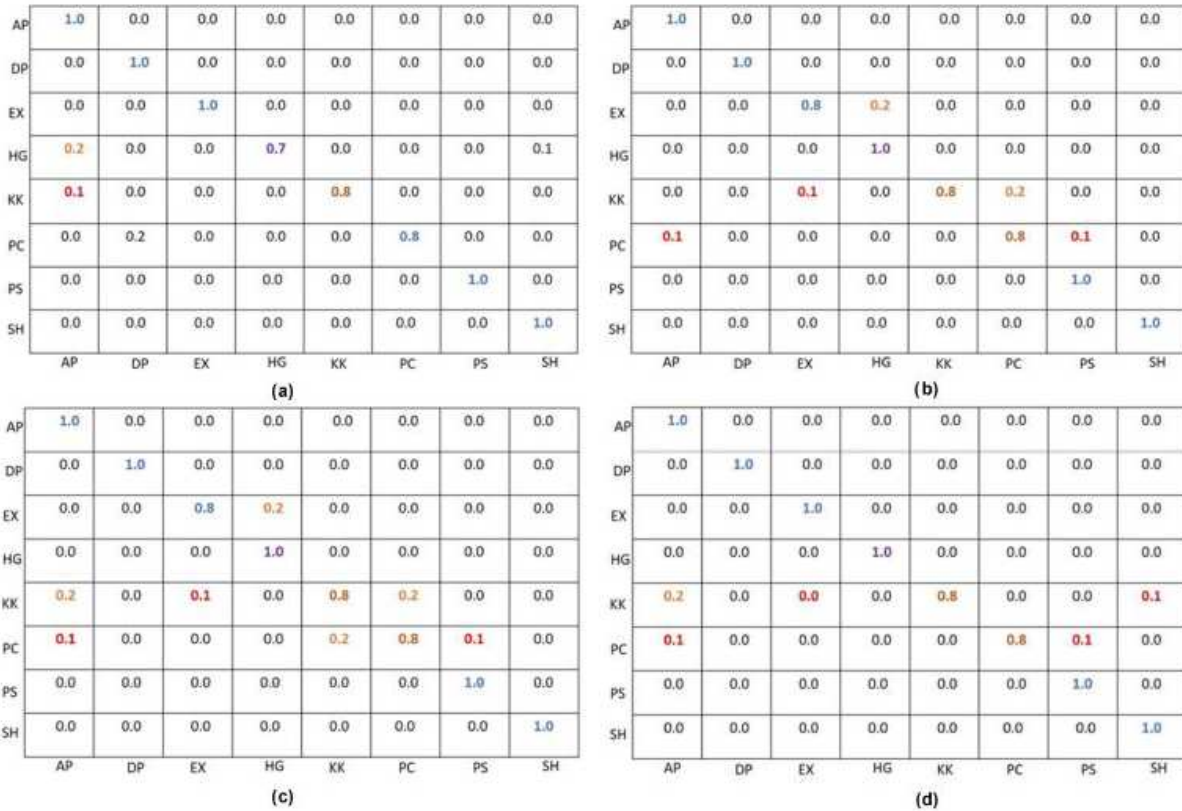 AP 1.0 0.0 0.0 0.0 0.0 0.0 0.0 0.0
DP 0.0 1.0 0.0 0.0 0.0 0.0 0.0 0.0
EX 0.0 0.0 1.0 0.0 0.0 0.0 0.0 0.0
HG 0.2 0.0 0.0 0.7 0.0 0.0 0.0 0.1
KK 0.1 0.0 0.0 0.0 0.8 0.0 0.0 0.0
PC 0.0 0.2 0.0 0.0 0.0 0.8 0.0 0.0
PS 0.0 0.0 0.0 0.0 0.0 0.0 1.0 0.0
SH 0.0 0.0 0.0 0.0 0.0 0.0 0.0 1.0
AP DP EX HG KK PC PS SH
(a)
AP 1.0 0.0 0.0 0.0 0.0 0.0 0.0 0.0
DP 0.0 1.0 0.0 0.0 0.0 0.0 0.0 0.0
EX 0.0 0.0 0.8 0.2 0.0 0.0 0.0 0.0
HG 0.0 0.0 0.0 1.0 0.0 0.0 0.0 0.0
KK 0.0 0.0 0.1 0.0 0.8 0.2 0.0 0.0
PC 0.1 0.0 0.0 0.0 0.0 0.8 0.1 0.0
PS 0.0 0.0 0.0 0.0 0.0 0.0 1.0 0.0
SH 0.0 0.0 0.0 0.0 0.0 0.0 0.0 1.0
AP DP EX HG KK PC PS SH
(b)
AP 1.0 0.0 0.0 0.0 0.0 0.0 0.0 0.0
DP 0.0 1.0 0.0 0.0 0.0 0.0 0.0 0.0
EX 0.0 0.0 0.8 0.2 0.0 0.0 0.0 0.0
HG 0.0 0.0 0.0 1.0 0.0 0.0 0.0 0.0
KK 0.2 0.0 0.1 0.0 0.8 0.2 0.0 0.0
PC 0.1 0.0 0.0 0.0 0.2 0.8 0.1 0.0
PS 0.0 0.0 0.0 0.0 0.0 0.0 1.0 0.0
SH 0.0 0.0 0.0 0.0 0.0 0.0 0.0 1.0
AP DP EX HG KK PC PS SH
(c)
AP 1.0 0.0 0.0 0.0 0.0 0.0 0.0 0.0
DP 0.0 1.0 0.0 0.0 0.0 0.0 0.0 0.0
EX 0.0 0.0 1.0 0.0 0.0 0.0 0.0 0.0
HG 0.0 0.0 0.0 1.0 0.0 0.0 0.0 0.0
KK 0.2 0.0 0.0 0.0 0.8 0.0 0.0 0.1
PC 0.1 0.0 0.0 0.0 0.0 0.8 0.1 0.0
PS 0.0 0.0 0.0 0.0 0.0 0.0 1.0 0.0
SH 0.0 0.0 0.0 0.0 0.0 0.0 0.0 1.0
AP DP EX HG KK PC PS SH
(d)